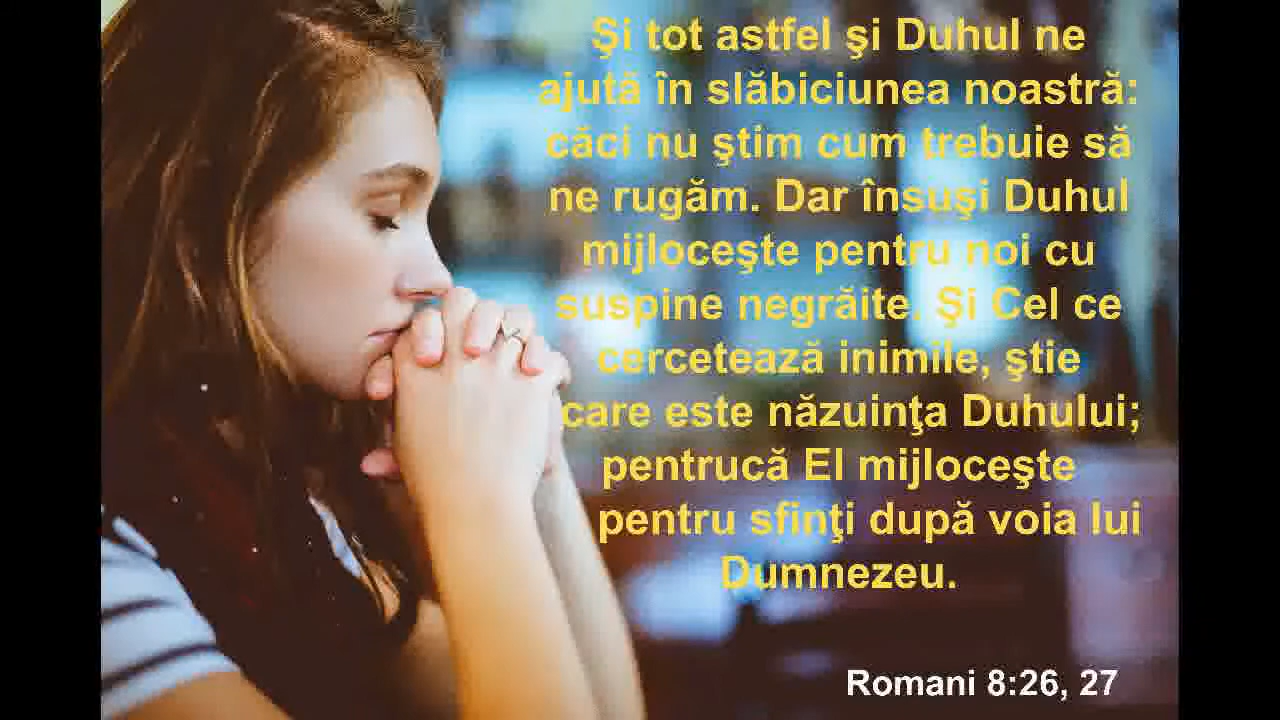 Şi tot astfel şi Duhul ne
ajută în slăbiciunea noastră:
căci nu ştim cum trebuie să
ne rugăm. Dar însuşi Duhul
mijloceşte pentru noi cu
suspine negrăite. Şi Cel ce
cercetează inimile, ştie
care este năzuinţa Duhului;
pentrucă El mijloceşte
pentru sfinţi după voia lui
Dumnezeu.
Romani 8:26, 27